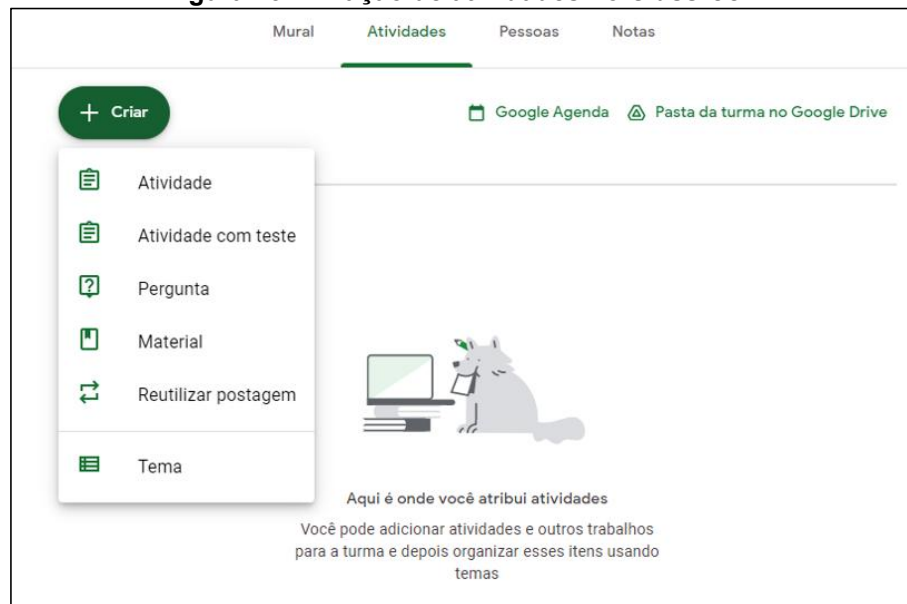 Mural Atividades Pessoas Notas
Criar
Google Agenda Pasta da turma no Google Drive
Atividade
Atividade com teste
Pergunta
Material
Reutilizar postagem
Tema
Aqui é onde você atribui atividades
Você pode adicionar atividades e outros trabalhos
para a turma e depois organizar esses itens usando
temas